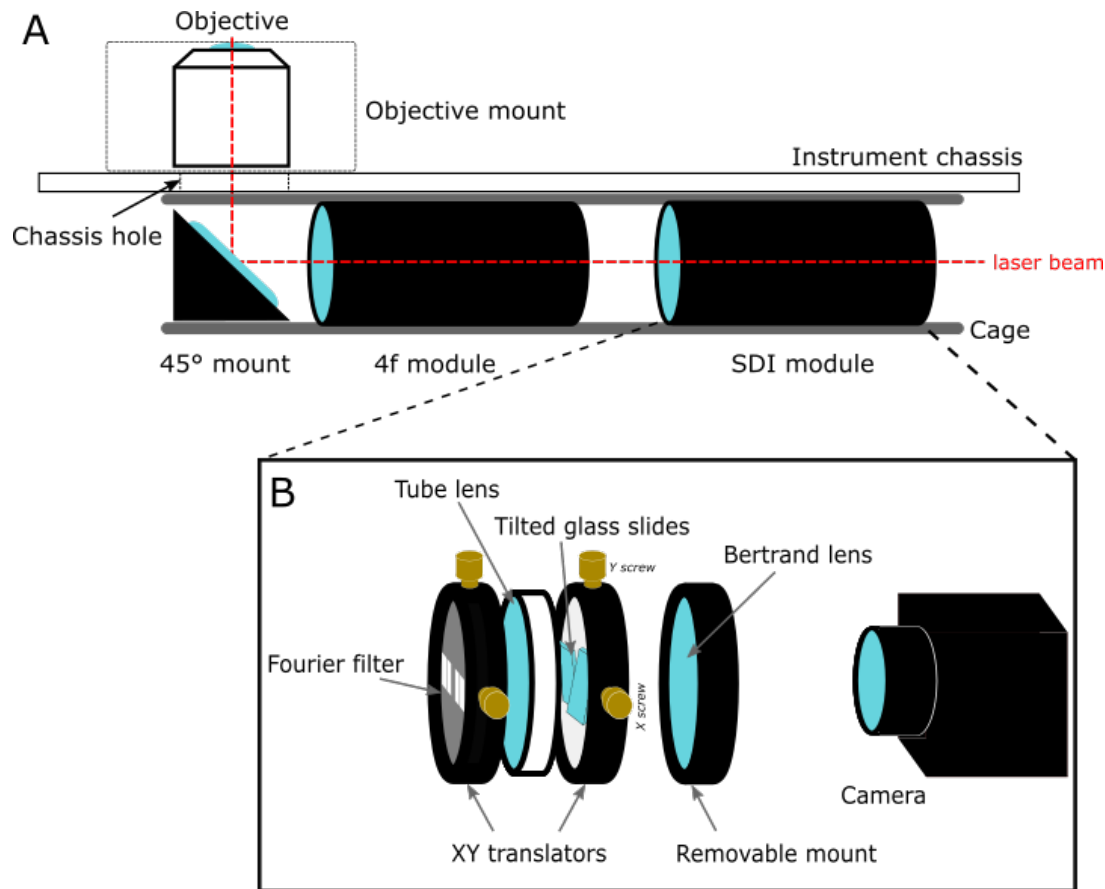 A
Objective
Objective mount
Instrument chassis
Chassis hole
laser beam
Cage
45° mount
4f module
SDI module
B
Tube lens
Tilted glass slides
Y screw
Bertrand lens
Fourier filter
X screw
Camera
XY translators
Removable mount